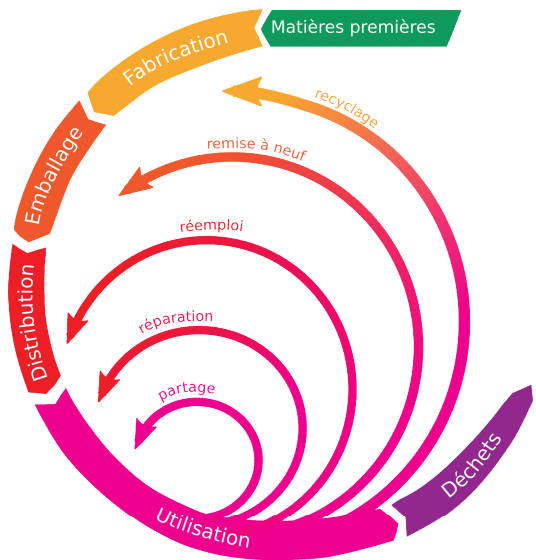 Matières premières
Fabrication
recyclage
remise à neuf
Emballage
réemploi
Distribution
réparation
partage
Déchets
Utilisation